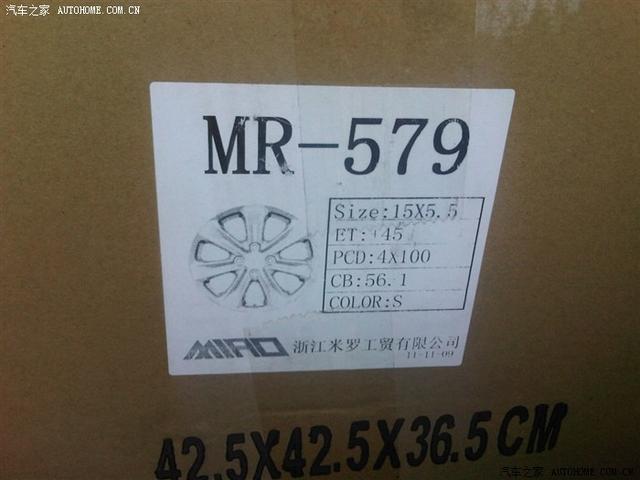 汽车之家 AUTOHOME.COM.CN
MR-579
Size:15X5.5
ET:+45
PCD:4X100
CB:56.1
COLOR:S
MIRO 浙江米罗工贸有限公司
11-11-09
42.5X42.5X36.5CM
汽车之家 AUTOHOME.COM.CN